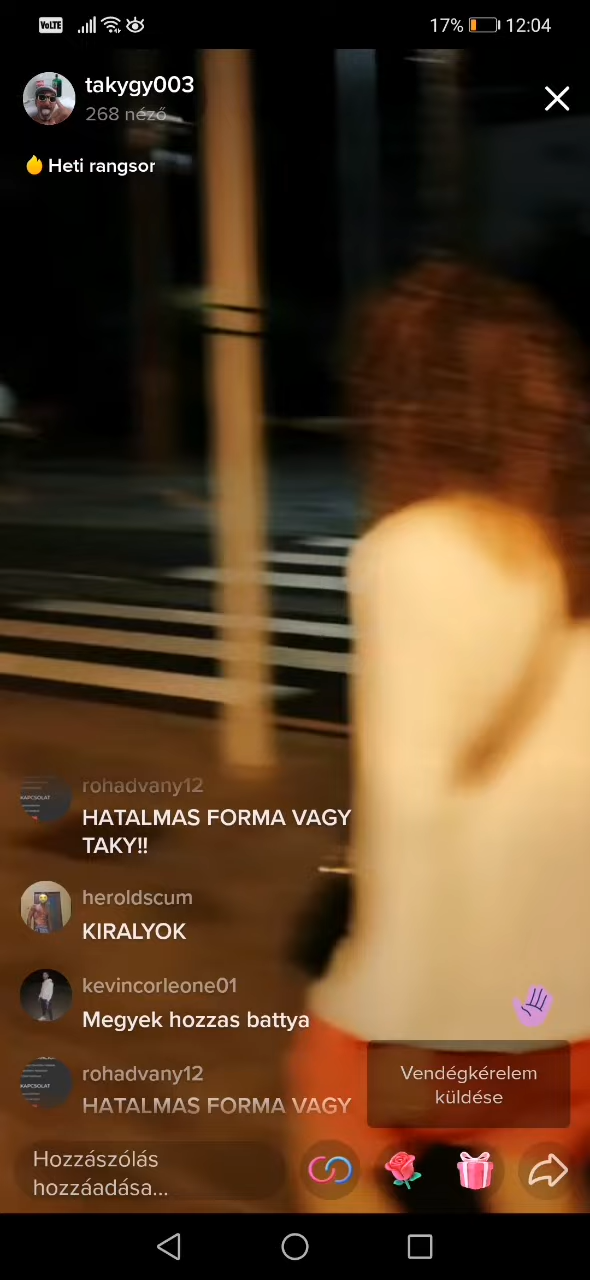 VoLTE
17% 12:04
takygy003
268 néző
Heti rangsor
rohadvany12
HATALMAS FORMA VAGY
TAKY!!
heroldscum
KIRALYOK
kevincorleone01
Megyek hozzas battya
rohadvany12
HATALMAS FORMA VAGY
Vendégkérelem
küldése
Hozzászólás
hozzáadása...